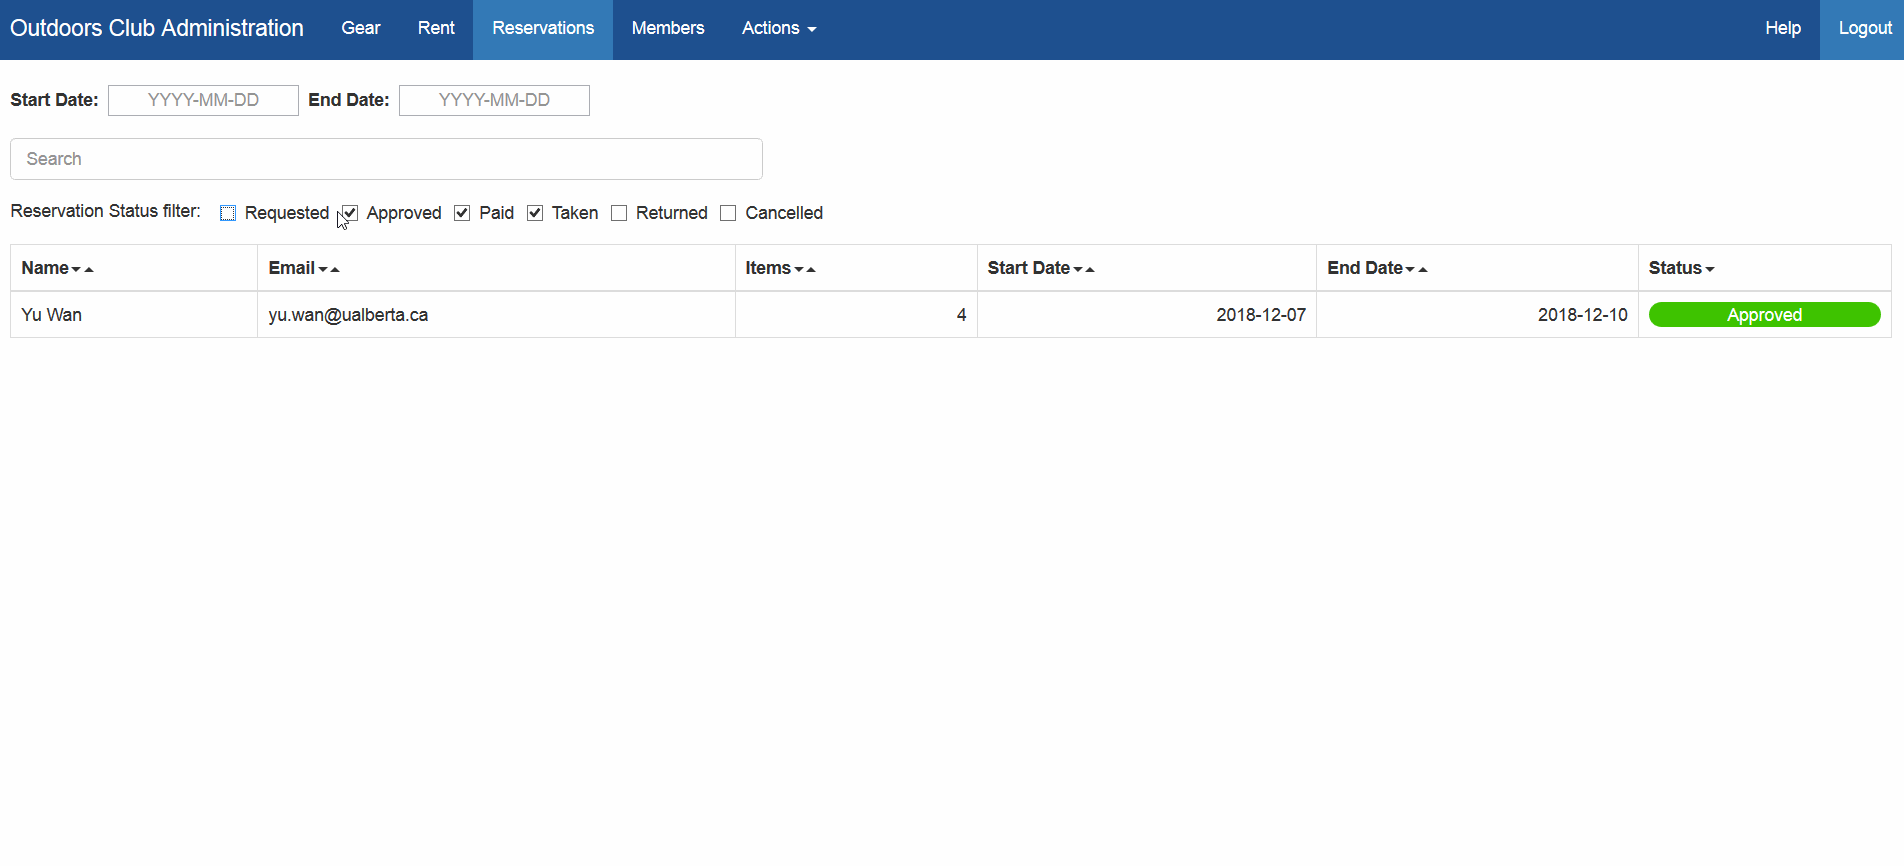 Outdoors Club Administration Gear Rent Reservations Members Actions Help Logout
Start Date: YYYY-MM-DD End Date: YYYY-MM-DD
Search
Reservation Status filter: Requested Approved Paid Taken Returned Cancelled
Name Email Items Start Date End Date Status
Yu Wan yu.wan@ualberta.ca 4 2018-12-07 2018-12-10 Approved